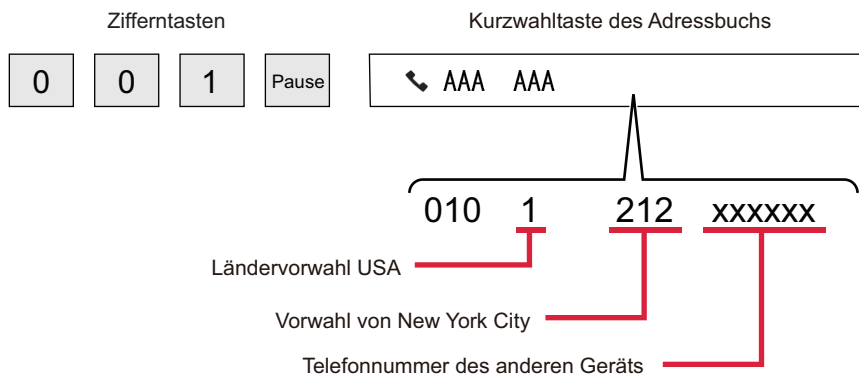 Zifferntasten Kurzwahltaste des Adressbuchs
0 0 1 Pause AAA AAA
010 1 212 xxxxxx
Ländervorwahl USA
Vorwahl von New York City
Telefonnummer des anderen Geräts